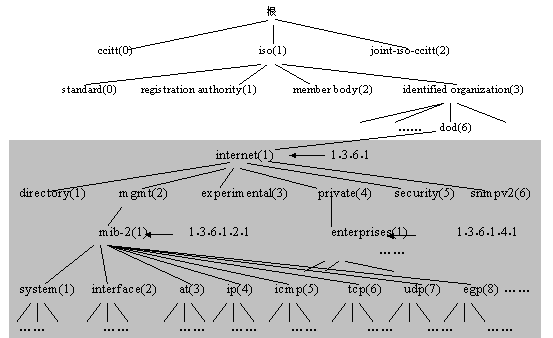 根
ccitt(0) iso(1) joint-iso-ccitt(2)
standard(0) registration authority(1) member body(2) identified organization(3)
…… dod(6)
internet(1) 1.3.6.1
directory(1) mgmt(2) experimental(3) private(4) security(5) snmpv2(6)
mib-2(1) 1.3.6.1.2.1 enterprises(1) 1.3.6.1.4.1
……
system(1) interface(2) at(3) ip(4) icmp(5) tcp(6) udp(7) egp(8) ……
…… …… …… …… …… …… …… ……